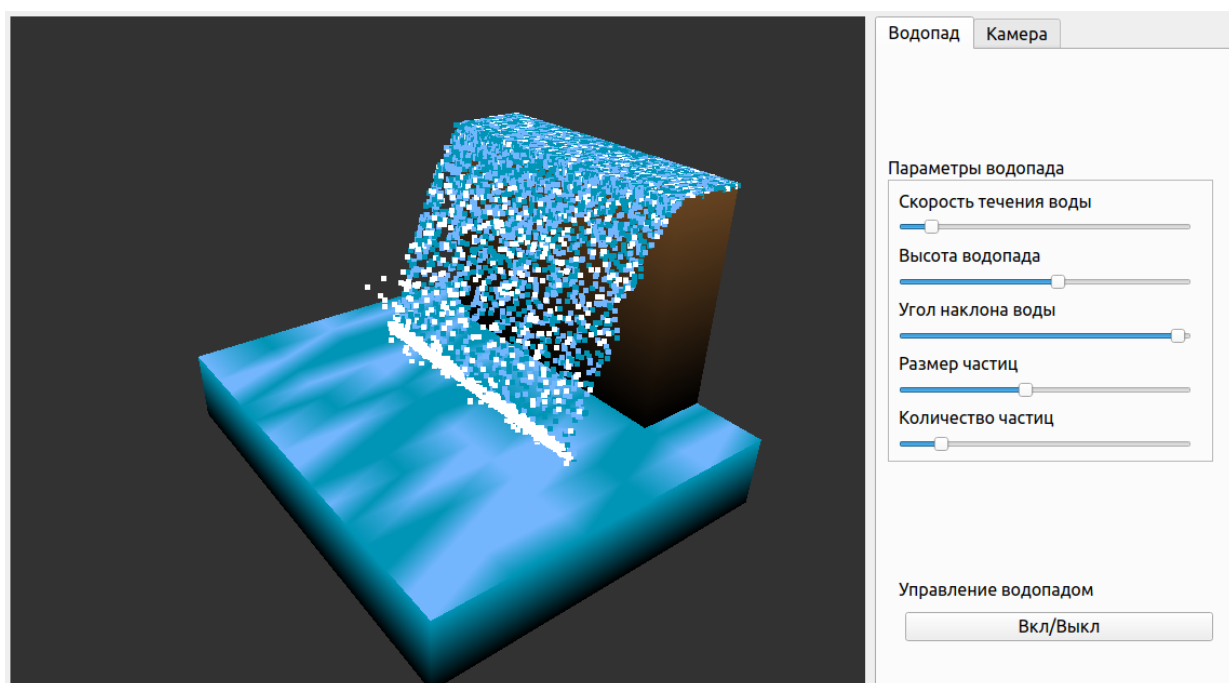 Водопад Камера
Параметры водопада
Скорость течения воды
Высота водопада
Угол наклона воды
Размер частиц
Количество частиц
Управление водопадом
Вкл/Выкл